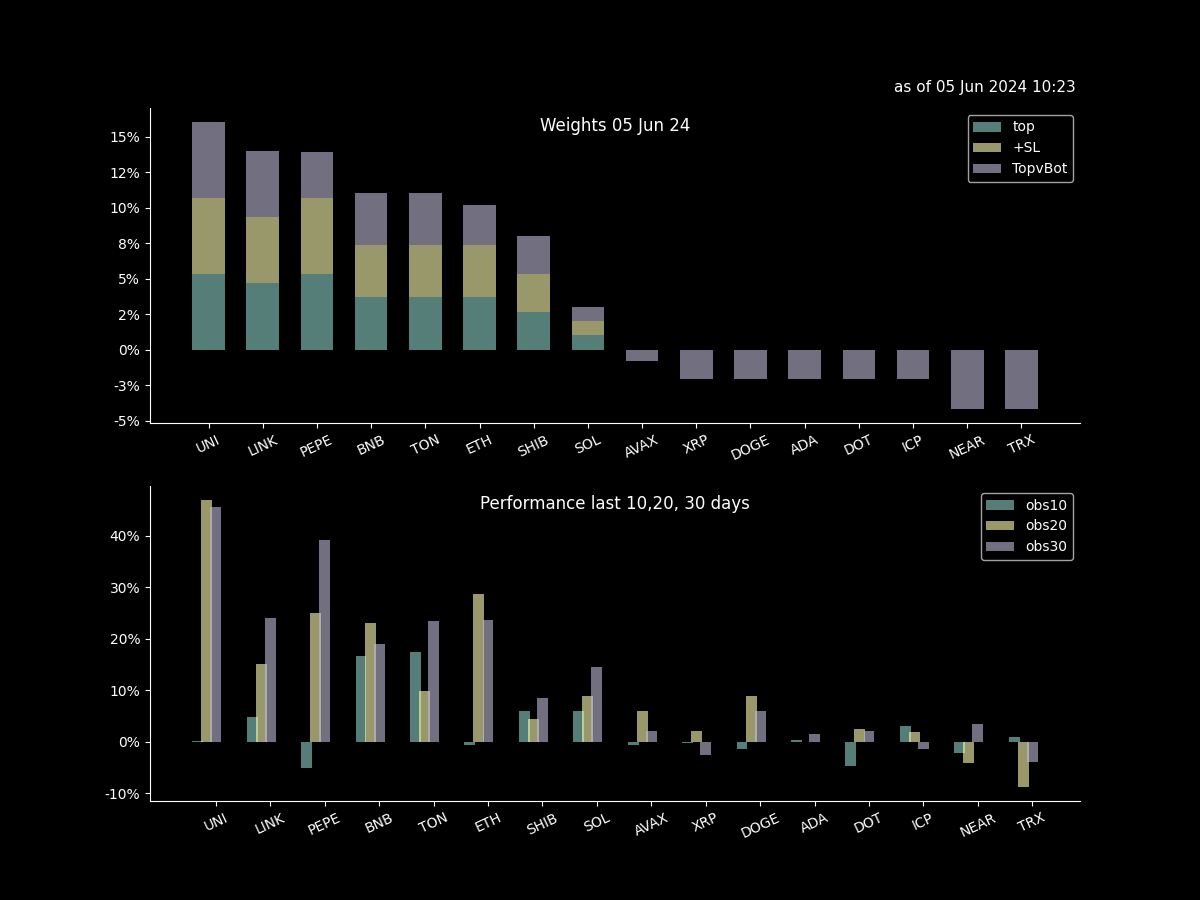 as of 05 Jun 2024 10:23
Weights 05 Jun 24
top
+SL
TopvBot
15%
12%
10%
8%
5%
2%
0%
-3%
-5%
UNI LINK PEPE BNB TON ETH SHIB SOL AVAX XRP DOGE ADA DOT ICP NEAR TRX
Performance last 10,20, 30 days
obs10
obs20
obs30
40%
30%
20%
10%
0%
-10%
UNI LINK PEPE BNB TON ETH SHIB SOL AVAX XRP DOGE ADA DOT ICP NEAR TRX